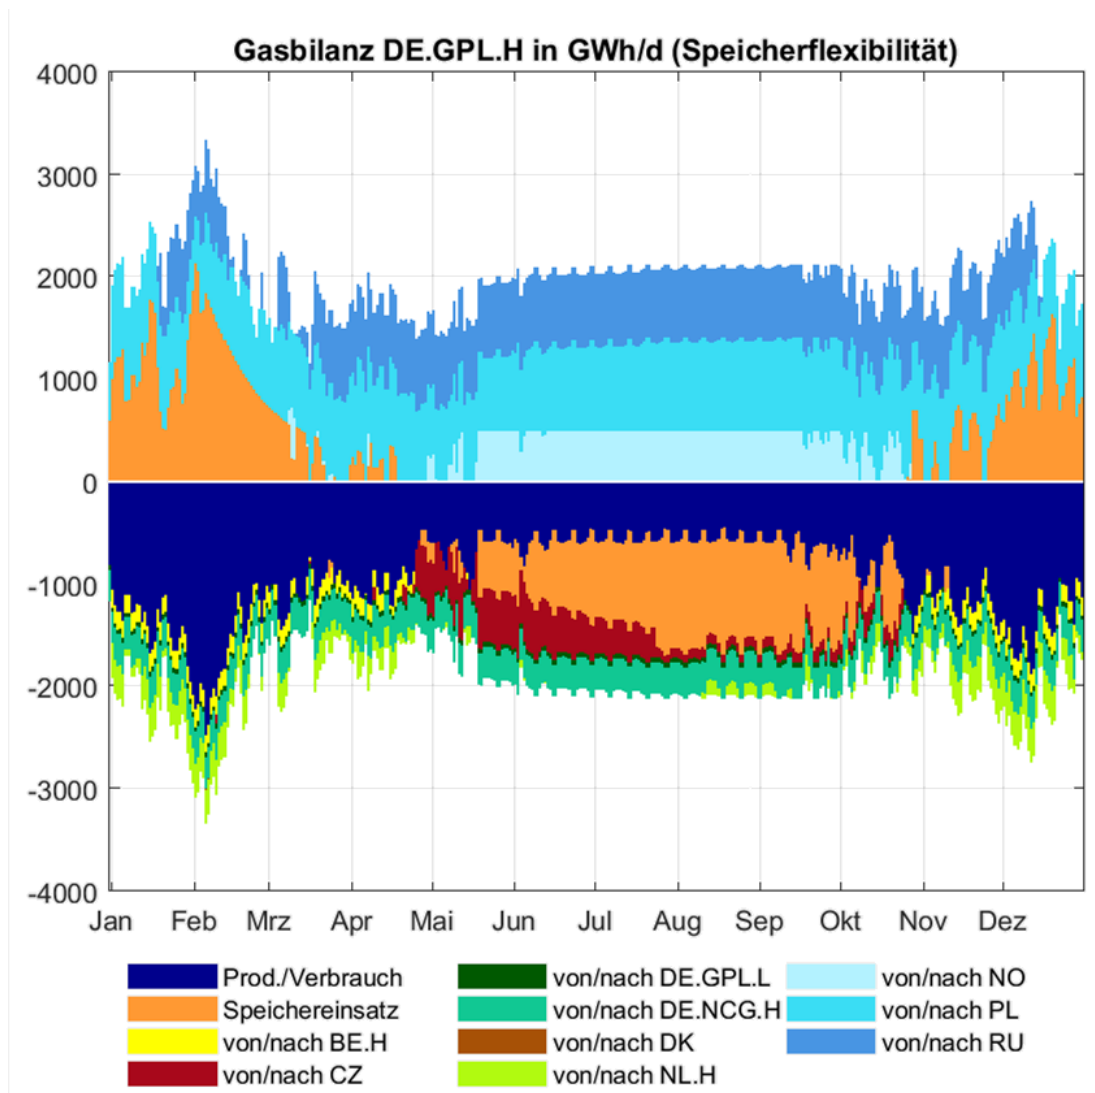 Gasbilanz DE.GPL.H in GWh/d (Speicherflexibilität)
4000
3000
2000
1000
0
-1000
-2000
-3000
-4000
Jan Feb Mrz Apr Mai Jun Jul Aug Sep Okt Nov Dez
Prod./Verbrauch von/nach DE.GPL.L von/nach NO
Speichereinsatz von/nach DE.NCG.H von/nach PL
von/nach BE.H von/nach DK von/nach RU
von/nach CZ von/nach NL.H